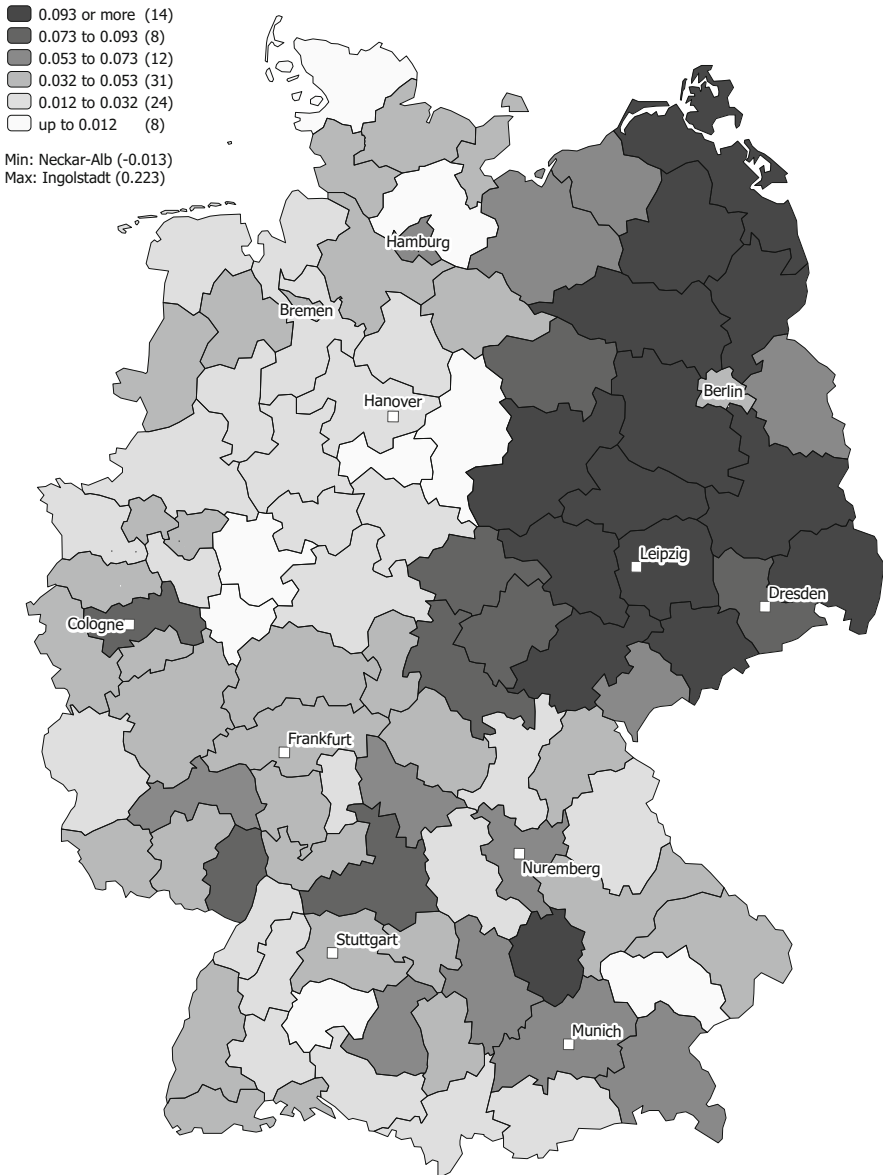 0.093 or more (14)
0.073 to 0.093 (8)
0.053 to 0.073 (12)
0.032 to 0.053 (31)
0.012 to 0.032 (24)
up to 0.012 (8)
Min: Neckar-Alb (-0.013)
Max: Ingolstadt (0.223)
Hamburg
Bremen
Berlin
Hanover
Leipzig
Dresden
Cologne
Frankfurt
Nuremberg
Stuttgart
Munich